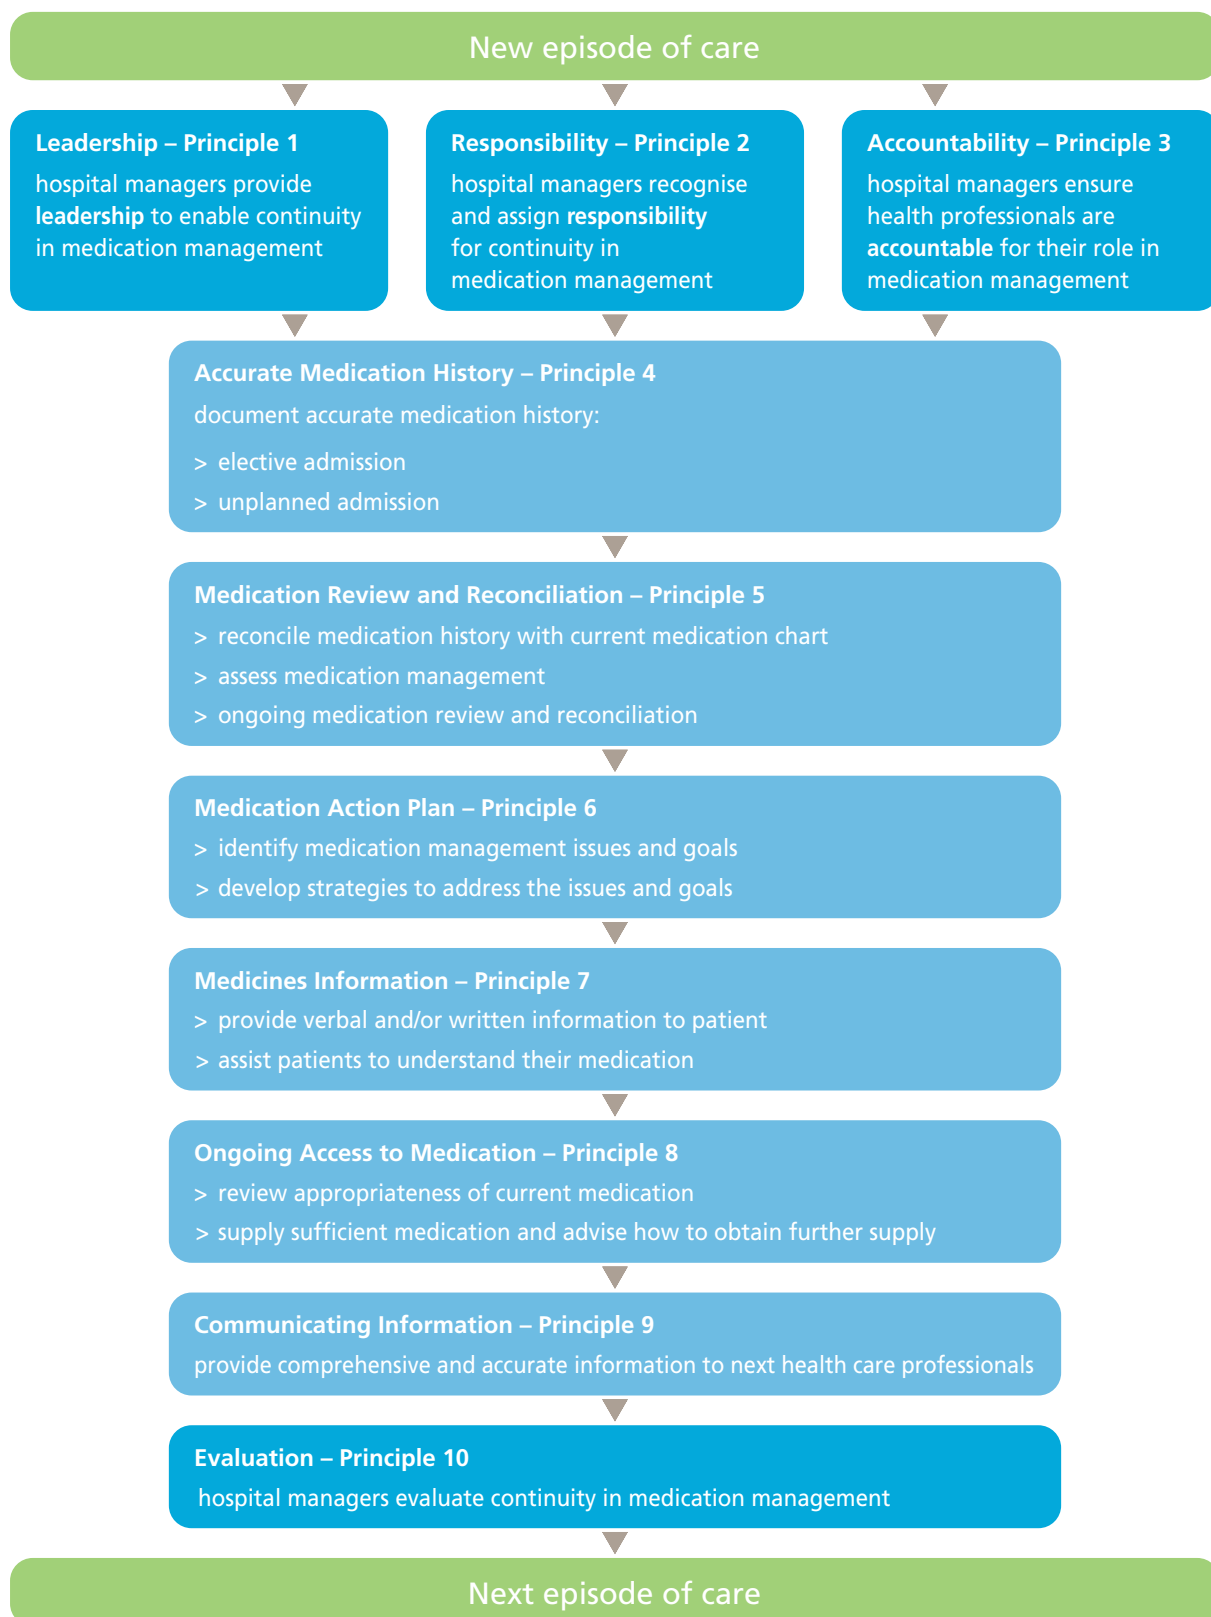 New episode of care
Leadership – Principle 1
hospital managers provide
leadership to enable continuity
in medication management
Responsibility – Principle 2
hospital managers recognise
and assign responsibility
for continuity in
medication management
Accountability – Principle 3
hospital managers ensure
health professionals are
accountable for their role in
medication management
Accurate Medication History – Principle 4
document accurate medication history:
> elective admission
> unplanned admission
Medication Review and Reconciliation – Principle 5
> reconcile medication history with current medication chart
> assess medication management
> ongoing medication review and reconciliation
Medication Action Plan – Principle 6
> identify medication management issues and goals
> develop strategies to address the issues and goals
Medicines Information – Principle 7
> provide verbal and/or written information to patient
> assist patients to understand their medication
Ongoing Access to Medication – Principle 8
> review appropriateness of current medication
> supply sufficient medication and advise how to obtain further supply
Communicating Information – Principle 9
provide comprehensive and accurate information to next health care professionals
Evaluation – Principle 10
hospital managers evaluate continuity in medication management
Next episode of care